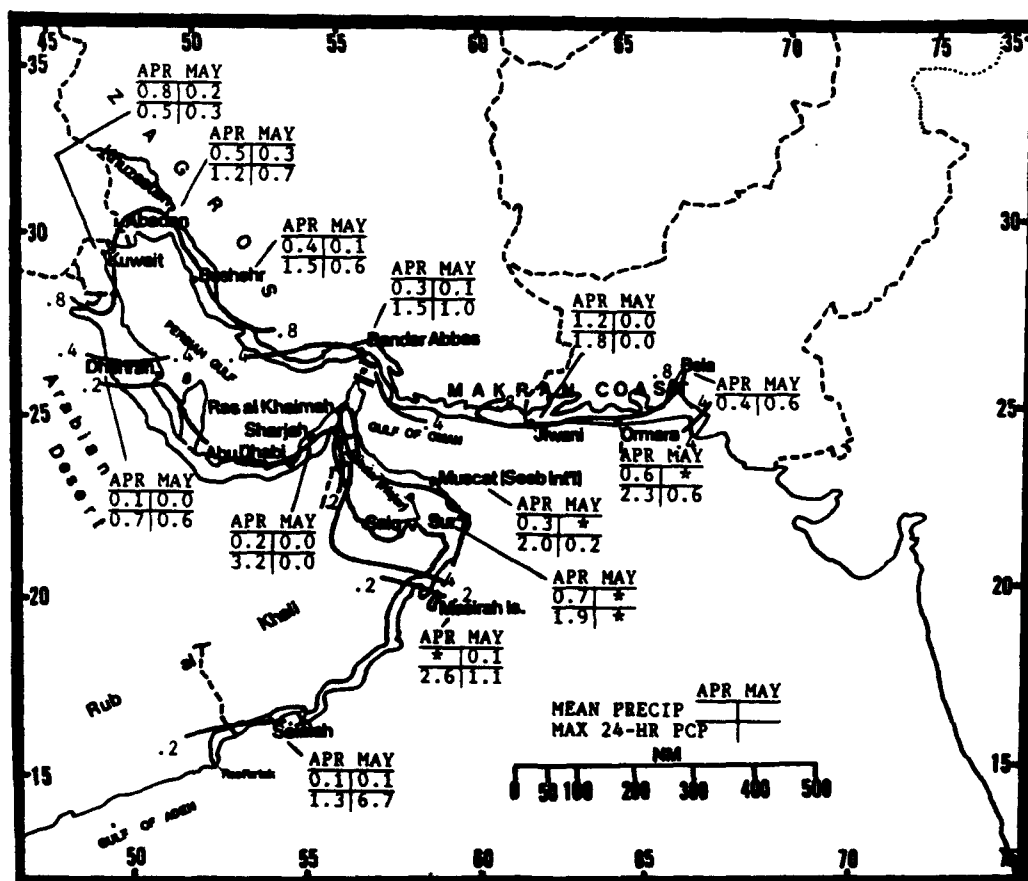 45 50 55 60 65 70 75 35
35
APR MAY
0.8 0.2
0.5 0.3
Z A G R O S
APR MAY
0.5 0.3
1.2 0.7
Khuzestan
Abadan
30
30
Kuwait
APR MAY
0.4 0.1
1.5 0.6
Bushehr
APR MAY
0.3 0.1
1.5 1.0
APR MAY
1.2 0.0
1.8 0.0
.8
.8
PERSIAN GULF
Bandar Abbas
.4
.4
.4
Dhahran
.2
.8
Bela
MAKRAN COAST
APR MAY
0.4 0.6
25
25
Ras al Khaimah
Sharjah
GULF OF OMAN
.4
Jiwani
Ormara
.4
Abu Dhabi
Arabian Desert
APR MAY
0.6 *
2.3 0.6
Muscat (Seeb Int'l)
APR MAY
0.1 0.0
0.7 0.6
APR MAY
0.3 *
2.0 0.2
APR MAY
0.2 0.0
3.2 0.0
Saiq
Sur
APR MAY
0.7 *
1.9 *
20
20
.2
.4
.2
Masirah Is.
Rub al Khali
APR MAY
* 0.1
2.6 1.1
APR MAY
MEAN PRECIP
MAX 24-HR PCP
NM
0 50 100 200 300 400 500
.2
Salalah
APR MAY
0.1 0.1
1.3 6.7
15
15
Ras Fartak
GULF OF ADEN
50 55 60 65 70